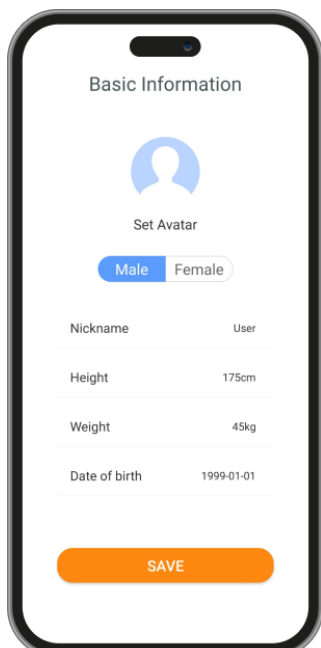 Basic Information
Set Avatar
Male Female
Nickname User
Height 175cm
Weight 45kg
Date of birth 1999-01-01
SAVE